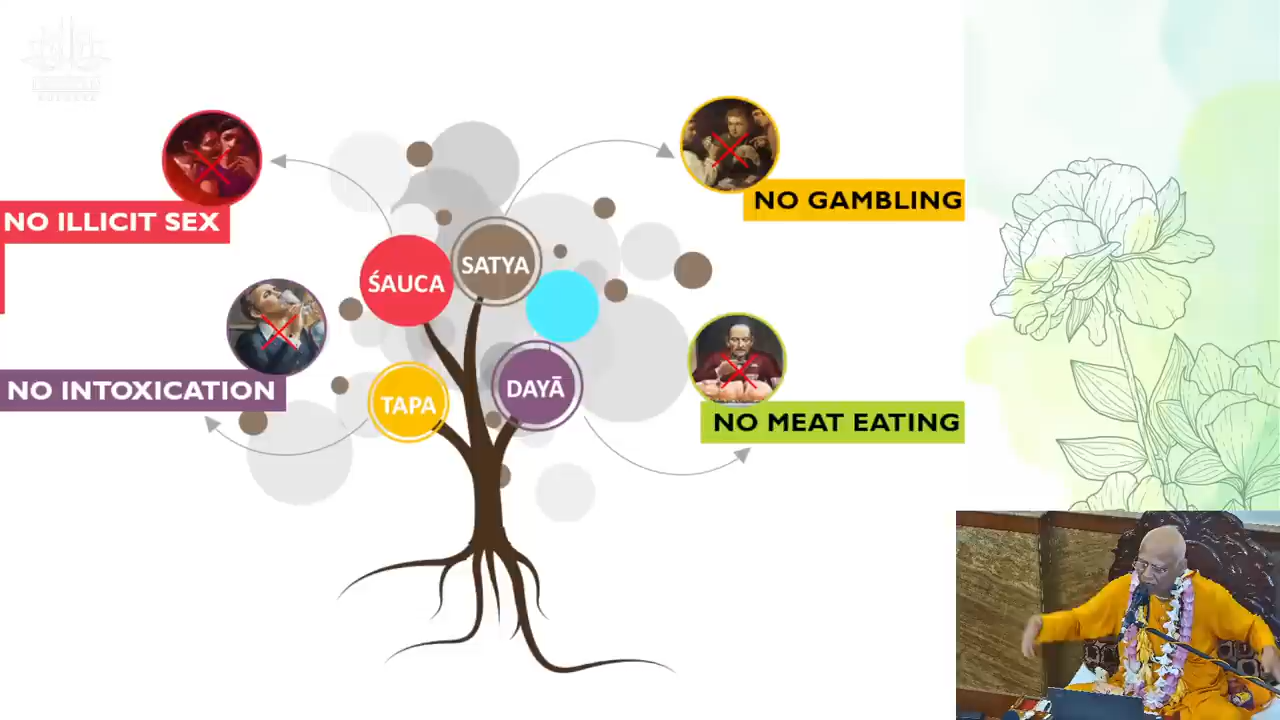 NO GAMBLING
NO ILLICIT SEX
ŚAUCA
SATYA
NO INTOXICATION
TAPA
DAYĀ
NO MEAT EATING